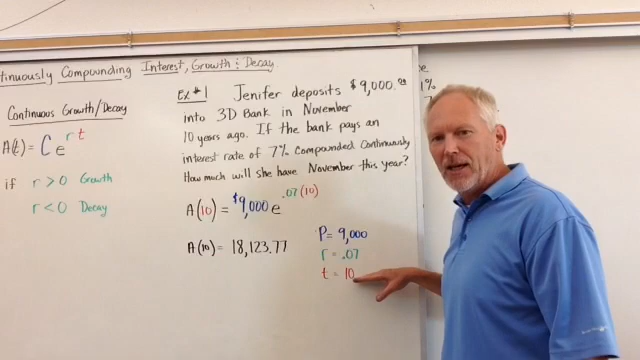 ntinuously Compounding Interest, Growth & Decay
Continuous Growth/Decay
A(t) = C e^rt
if r > 0 Growth
r < 0 Decay
Ex #1 Jenifer deposits $9,000.00
into 3D Bank in November
10 years ago. If the bank pays an
interest rate of 7% Compounded Continuously
How much will she have November this year?
A(10) = $9,000 e^.07(10)
A(10) = 18,123.77
P = 9,000
r = .07
t = 10
1%